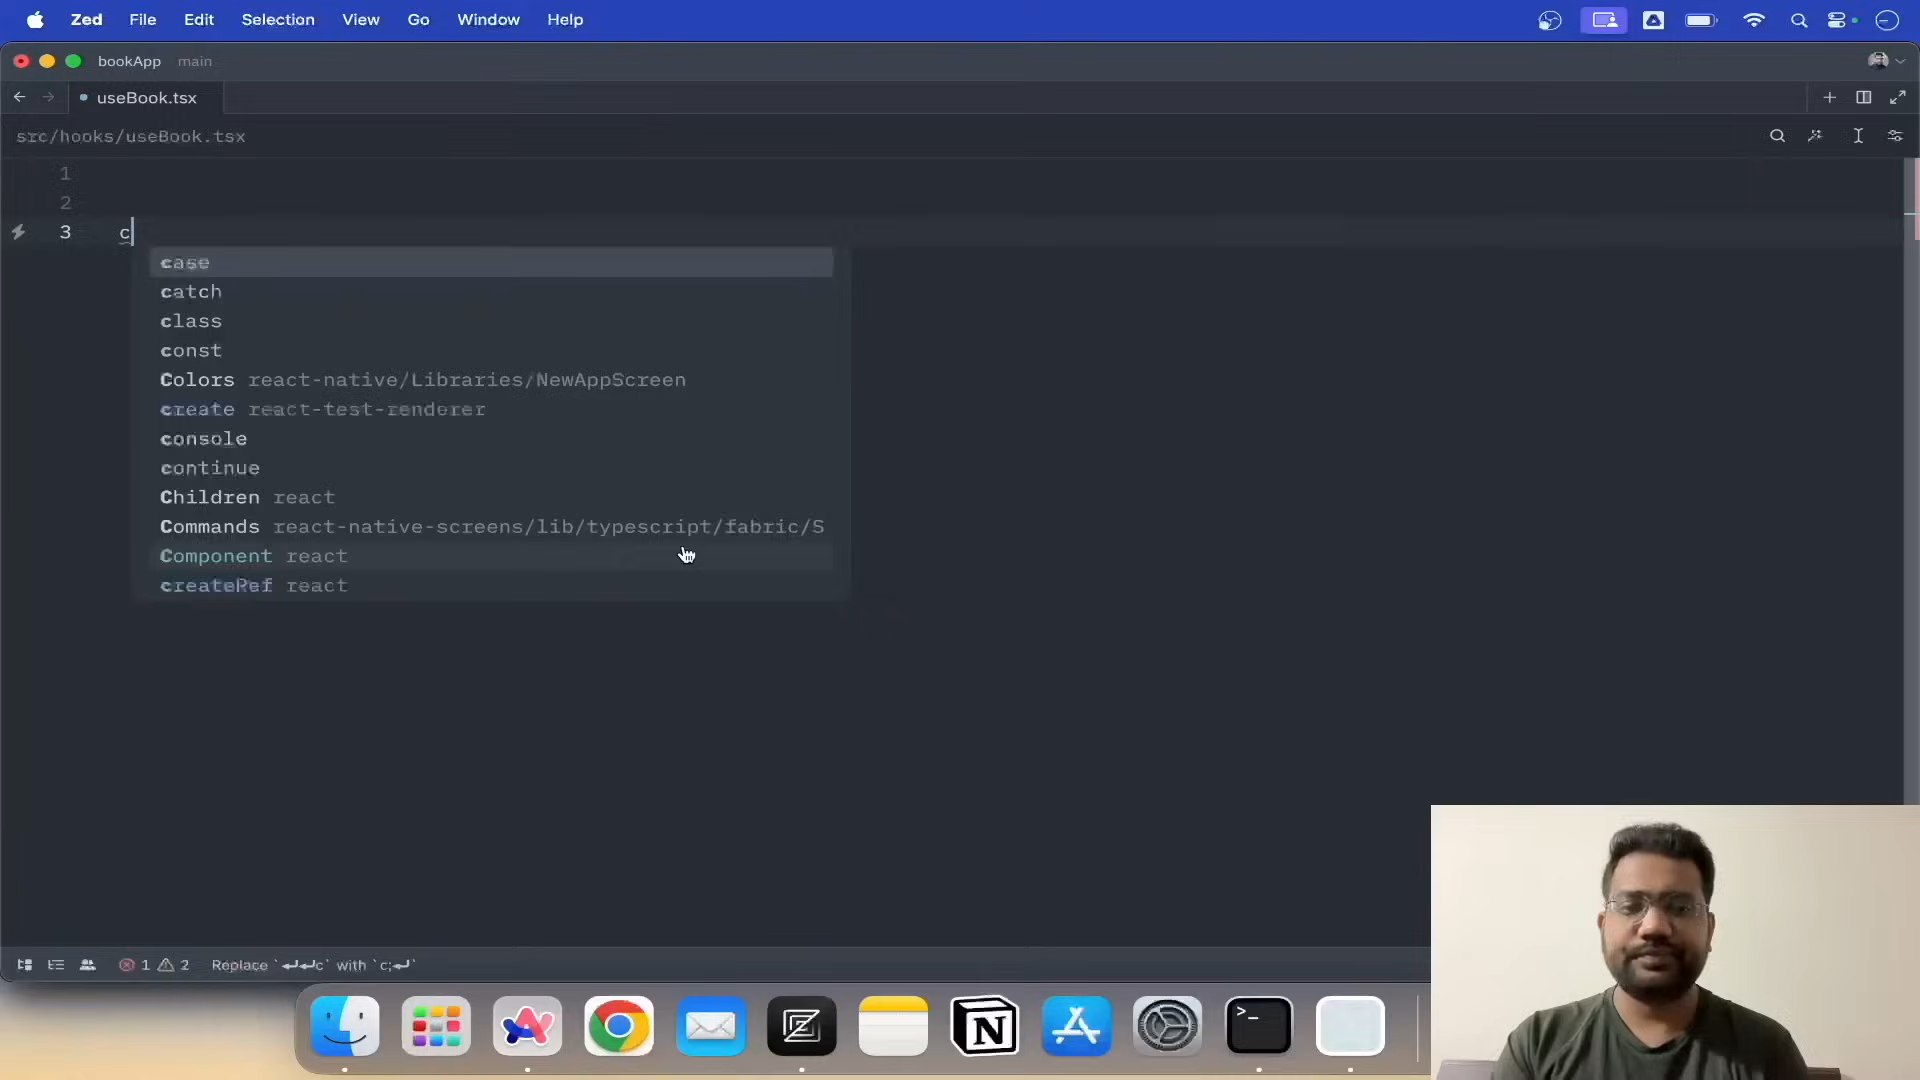 Zed File Edit Selection View Go Window Help
bookApp main
useBook.tsx
src/hooks/useBook.tsx
1
2
3 c
case
catch
class
const
Colors react-native/Libraries/NewAppScreen
create react-test-renderer
console
continue
Children react
Commands react-native-screens/lib/typescript/fabric/S
Component react
createRef react
1 2 Replace `↵↵c` with `c;↵`